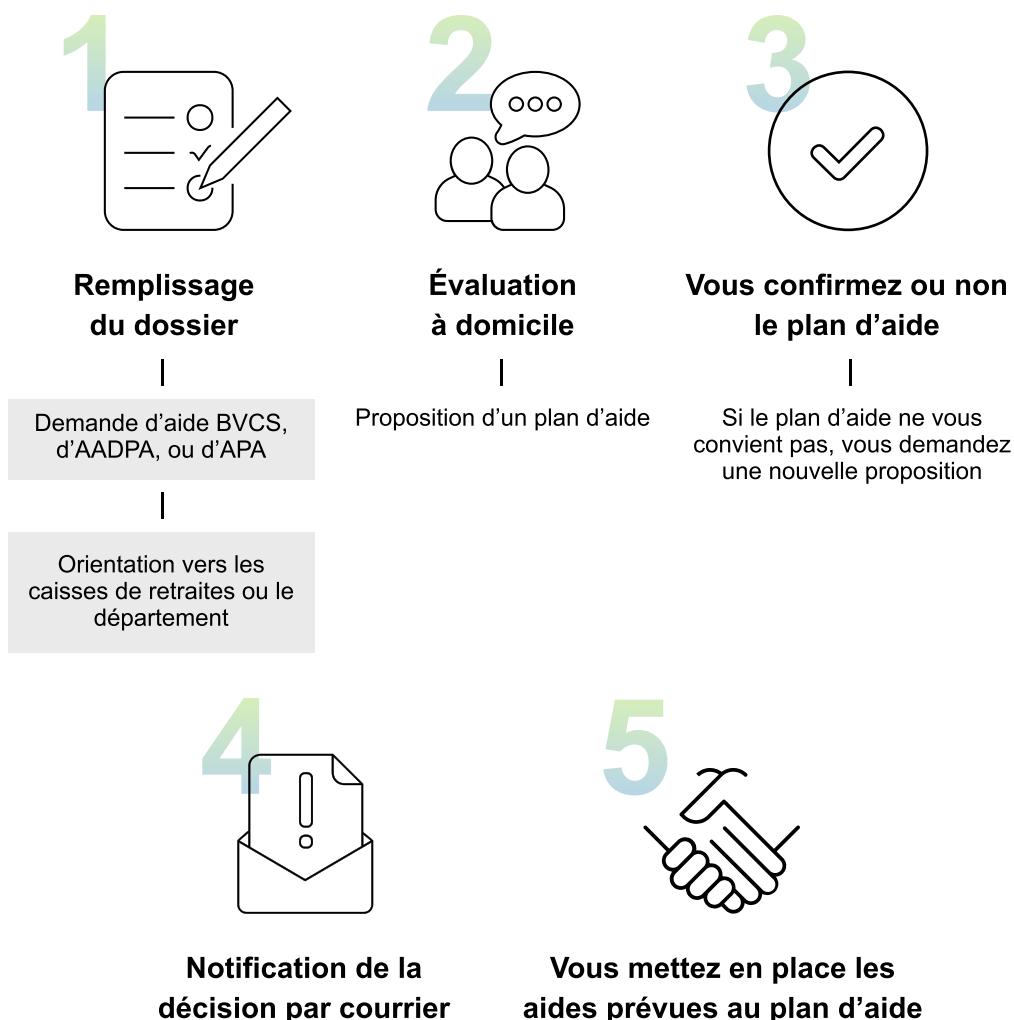 1
Remplissage
du dossier
Demande d’aide BVCS,
d’AADPA, ou d’APA
Orientation vers les
caisses de retraites ou le
département
2
Évaluation
à domicile
Proposition d’un plan d’aide
3
Vous confirmez ou non
le plan d’aide
Si le plan d’aide ne vous
convient pas, vous demandez
une nouvelle proposition
4
Notification de la
décision par courrier
5
Vous mettez en place les
aides prévues au plan d’aide